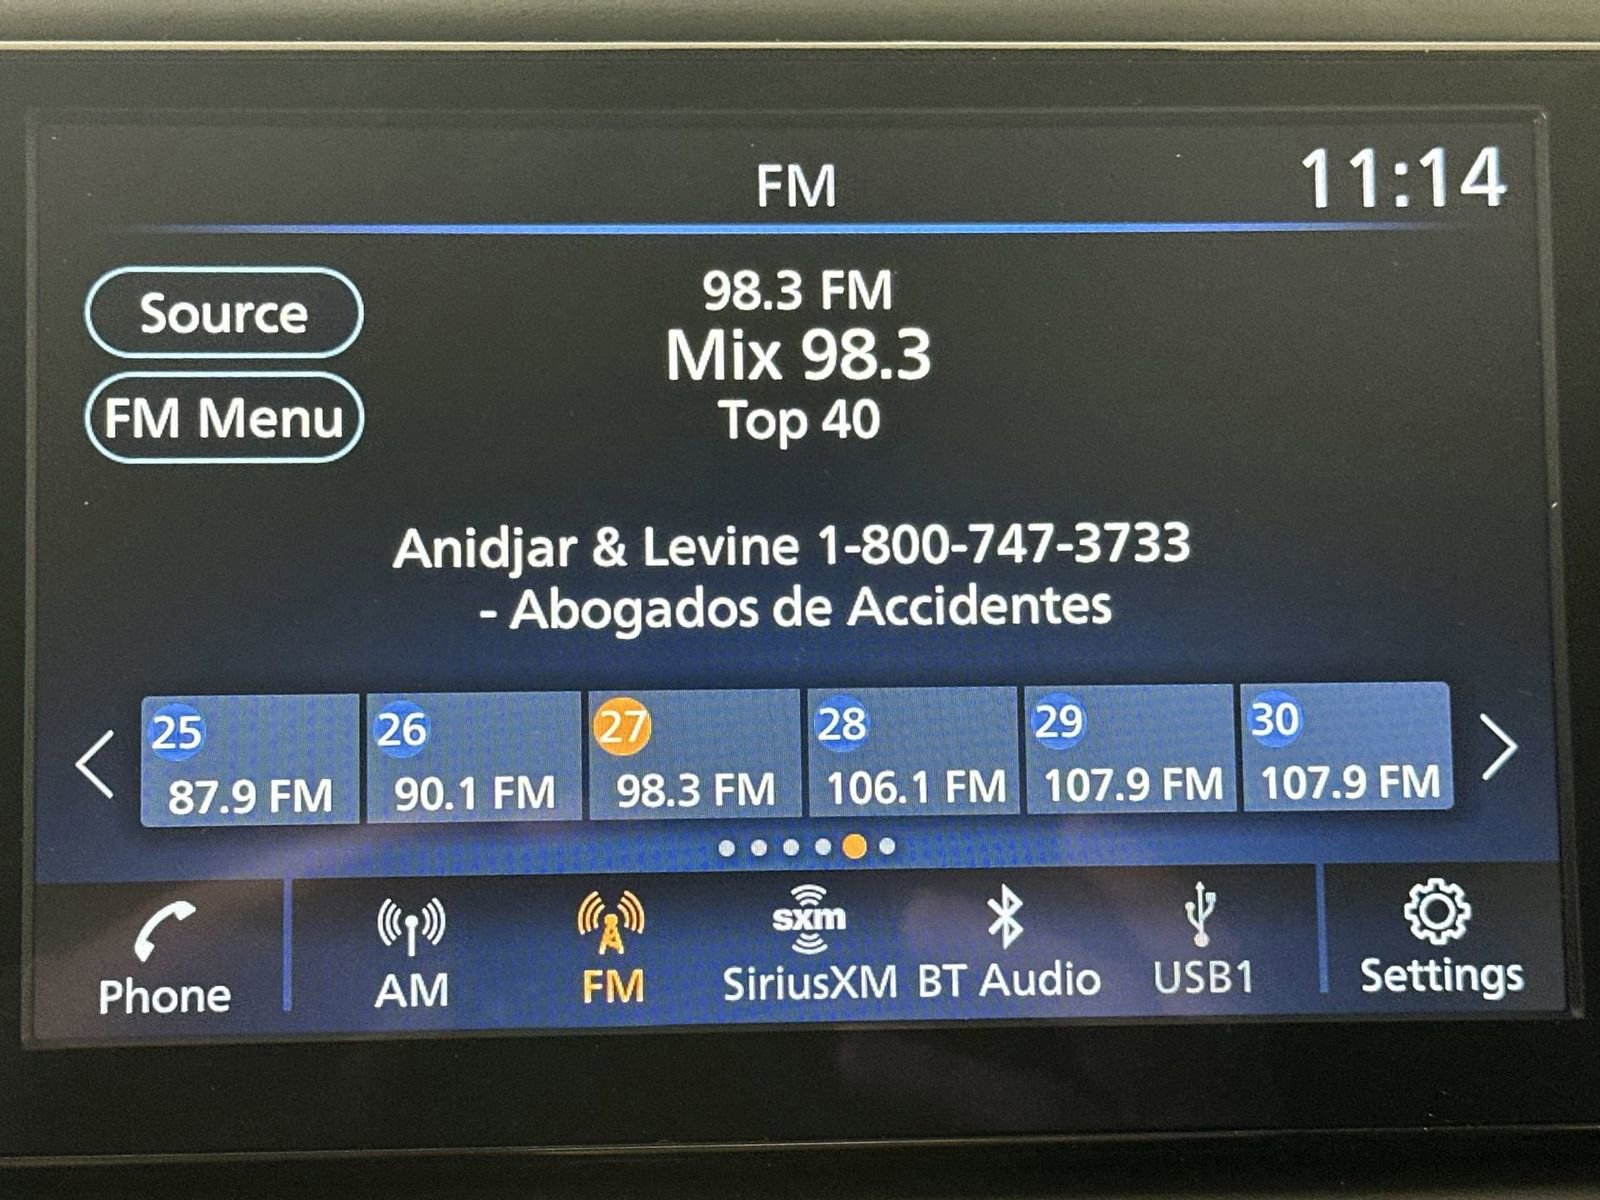 FM
11:14
Source
FM Menu
98.3 FM
Mix 98.3
Top 40
Anidjar & Levine 1-800-747-3733
- Abogados de Accidentes
25
26
27
28
29
30
87.9 FM
90.1 FM
98.3 FM
106.1 FM
107.9 FM
107.9 FM
sxm
Phone
AM
FM
SiriusXM
BT Audio
USB1
Settings